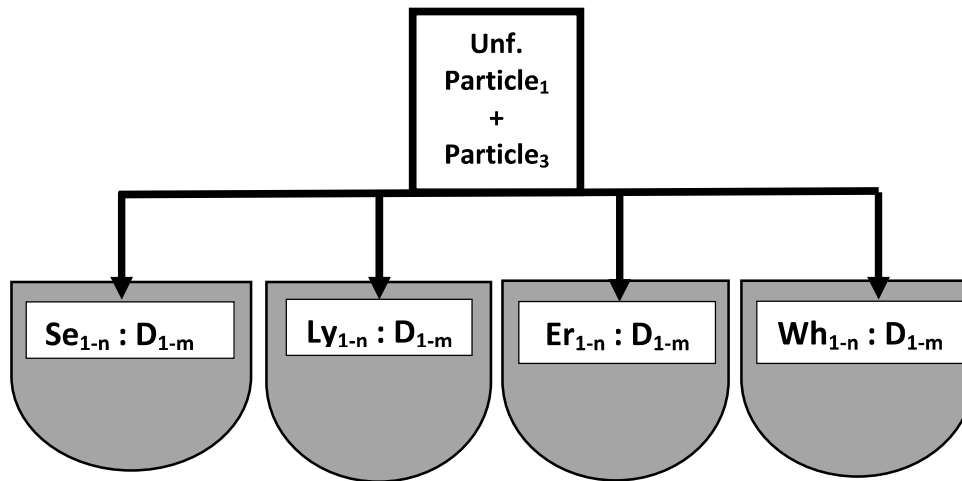 Unf.
Particle₁
+
Particle₃
Se₁₋ₙ : D₁₋ₘ
Ly₁₋ₙ : D₁₋ₘ
Er₁₋ₙ : D₁₋ₘ
Wh₁₋ₙ : D₁₋ₘ